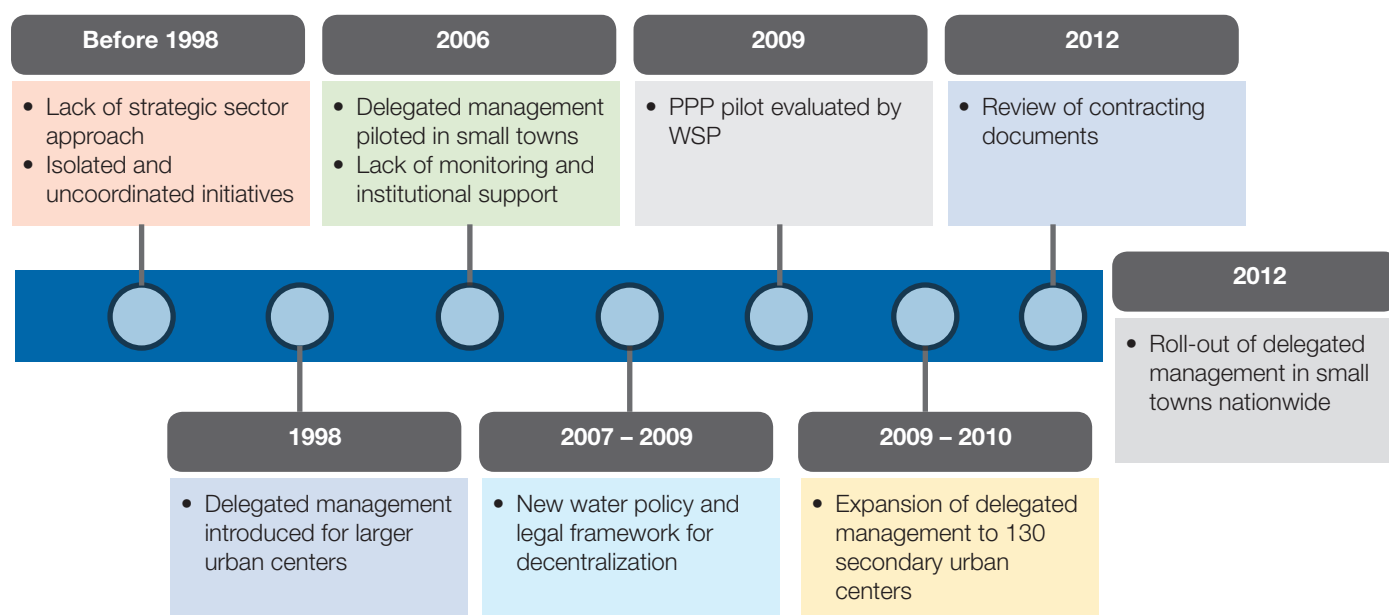 Before 1998
• Lack of strategic sector
approach
• Isolated and
uncoordinated initiatives
2006
• Delegated management
piloted in small towns
• Lack of monitoring and
institutional support
2009
• PPP pilot evaluated by
WSP
2012
• Review of contracting
documents
2012
• Roll-out of delegated
management in small
towns nationwide
1998
• Delegated management
introduced for larger
urban centers
2007 – 2009
• New water policy and
legal framework for
decentralization
2009 – 2010
• Expansion of delegated
management to 130
secondary urban
centers